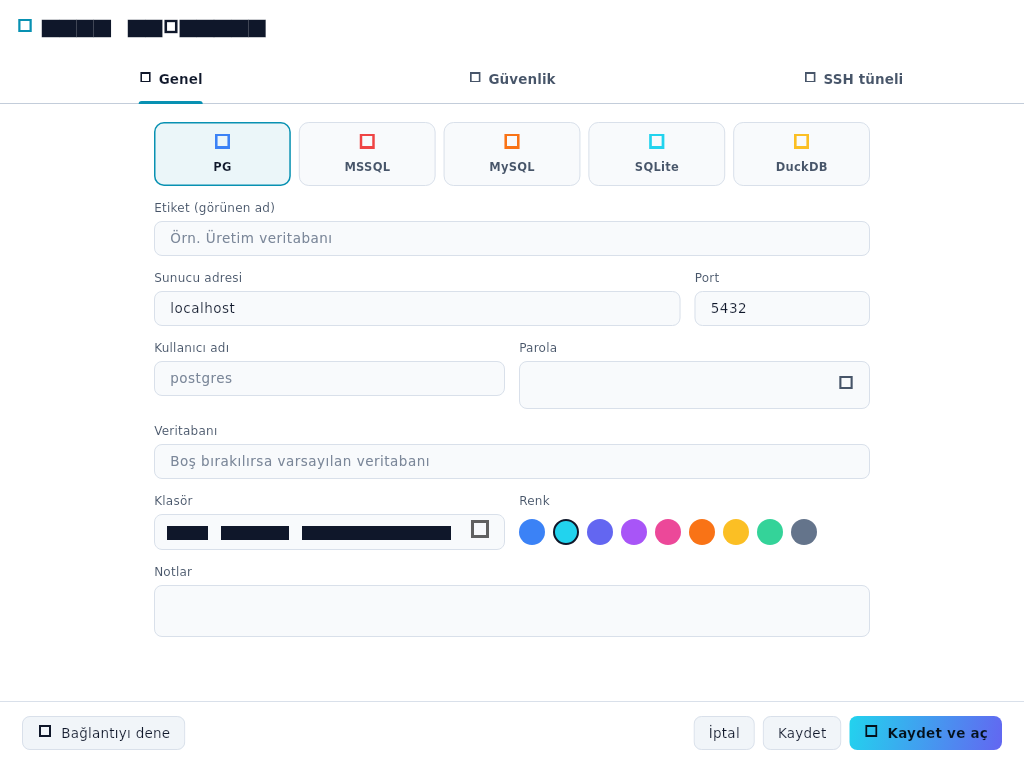 Genel
Güvenlik
SSH tüneli
PG
MSSQL
MySQL
SQLite
DuckDB
Etiket (görünen ad)
Örn. Üretim veritabanı
Sunucu adresi
Port
localhost
5432
Kullanıcı adı
Parola
postgres
Veritabanı
Boş bırakılırsa varsayılan veritabanı
Klasör
Renk
Notlar
Bağlantıyı dene
İptal
Kaydet
Kaydet ve aç